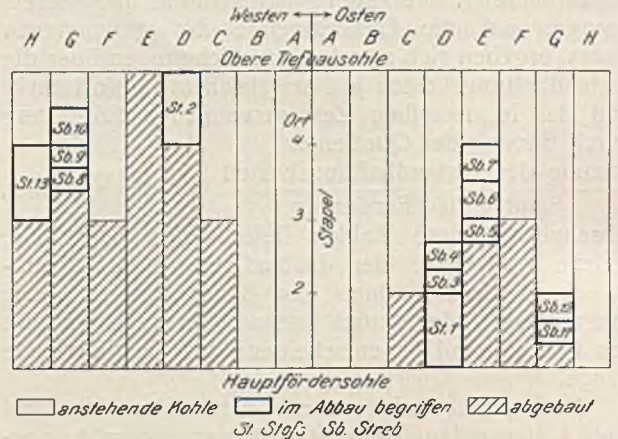 Westen Osten
H G F E D C B A A B C D E F G H
Obere Tiefbausohle
Ort
Stapel
St. 2
Sb. 10
4
Sb. 9
Sb. 7
St. 13
Sb. 8
Sb. 6
3
Sb. 5
Sb. 4
Sb. 3
2
Sb. 12
St. 1
Sb. 11
Hauptfördersohle
anstehende Kohle im Abbau begriffen abgebaut
St. Stoß Sb. Streb